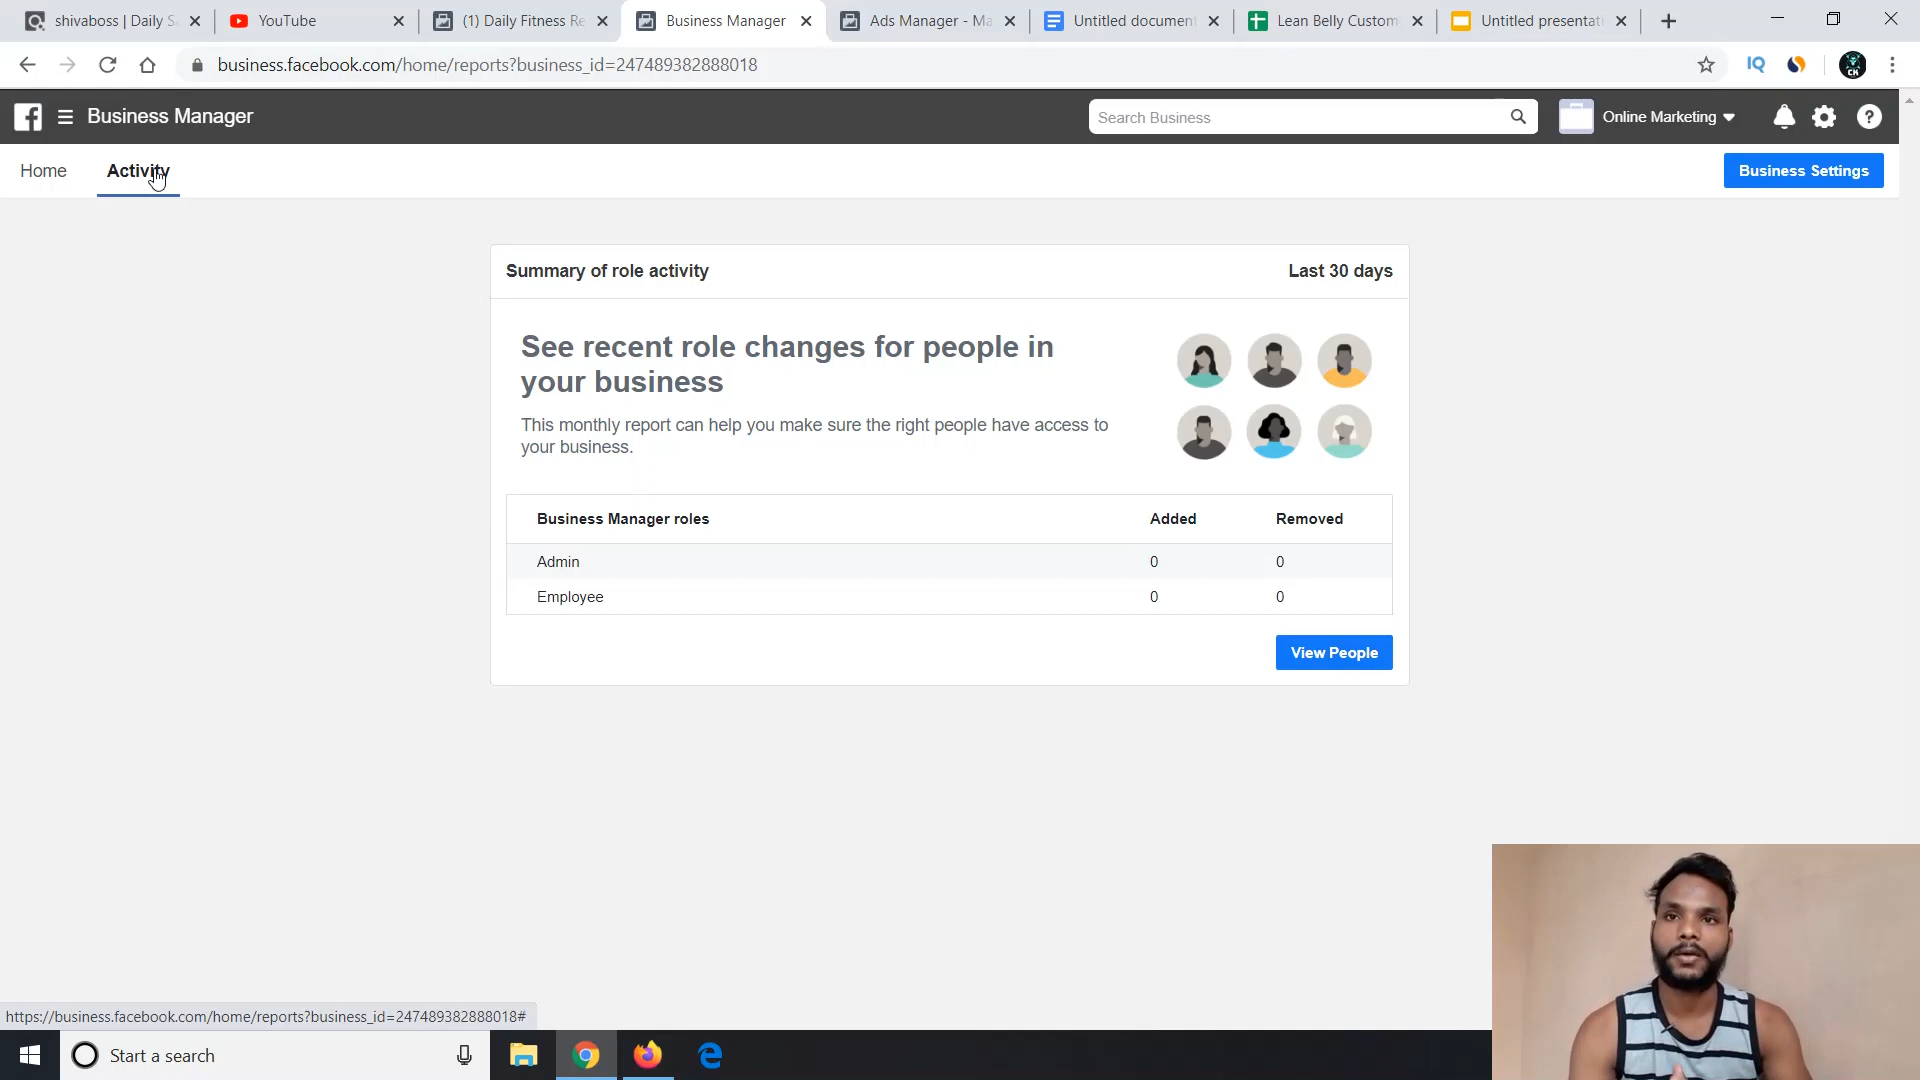 shivaboss | Daily S
YouTube
(1) Daily Fitness Re
Business Manager
Ads Manager - Ma
Untitled document
Lean Belly Custom
Untitled presentati
business.facebook.com/home/reports?business_id=247489382888018
IQ
CK
Business Manager
Search Business
Online Marketing
Home
Activity
Business Settings
Summary of role activity
Last 30 days
See recent role changes for people in
your business
This monthly report can help you make sure the right people have access to
your business.
Business Manager roles Added Removed
Admin 0 0
Employee 0 0
View People
https://business.facebook.com/home/reports?business_id=247489382888018#
Start a search